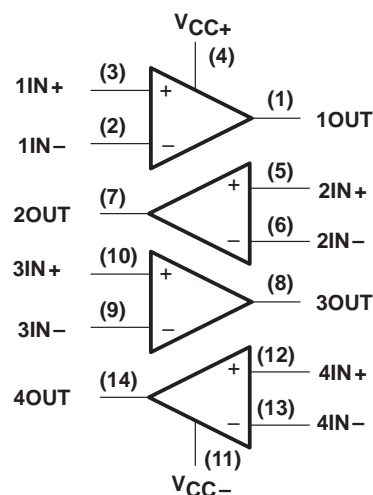 VCC+
(4)
1IN+ (3) + (1) 1OUT
1IN− (2) −
2OUT (7) + (5) 2IN+
− (6) 2IN−
3IN+ (10) + (8) 3OUT
3IN− (9) −
4OUT (14) + (12) 4IN+
− (13) 4IN−
(11)
VCC−